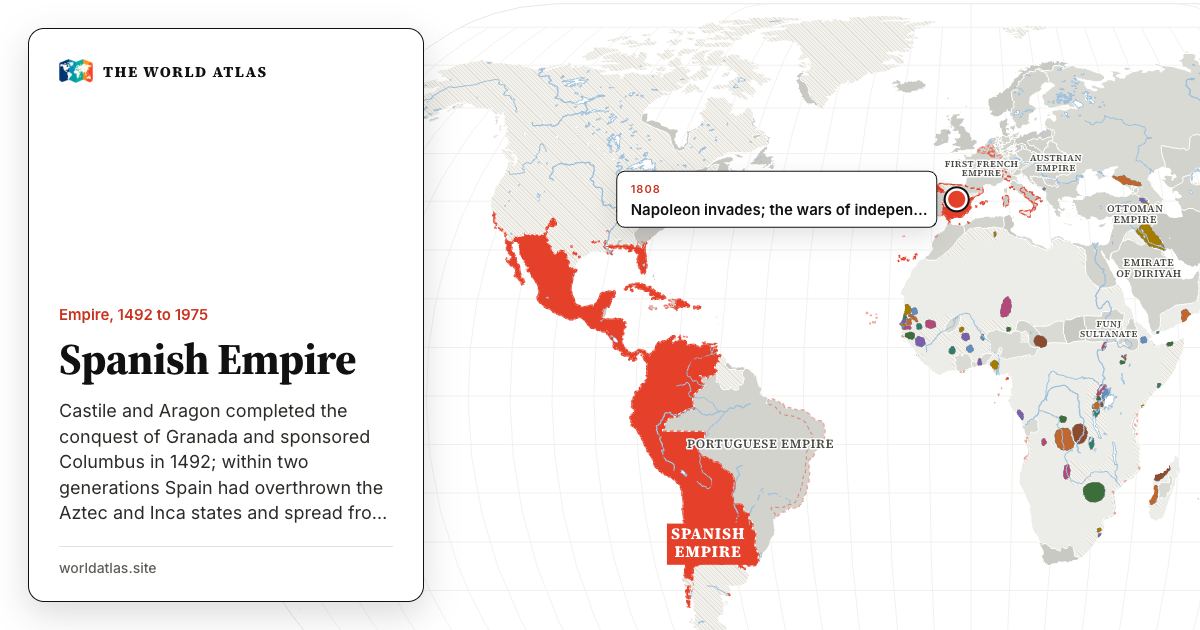 THE WORLD ATLAS
Empire, 1492 to 1975
Spanish Empire
Castile and Aragon completed the
conquest of Granada and sponsored
Columbus in 1492; within two
generations Spain had overthrown the
Aztec and Inca states and spread fro...
worldatlas.site
1808
Napoleon invades; the wars of indepen...
FIRST FRENCH
EMPIRE
AUSTRIAN
EMPIRE
OTTOMAN
EMPIRE
EMIRATE
OF DIRIYAH
FUNJ
SULTANATE
PORTUGUESE EMPIRE
SPANISH
EMPIRE